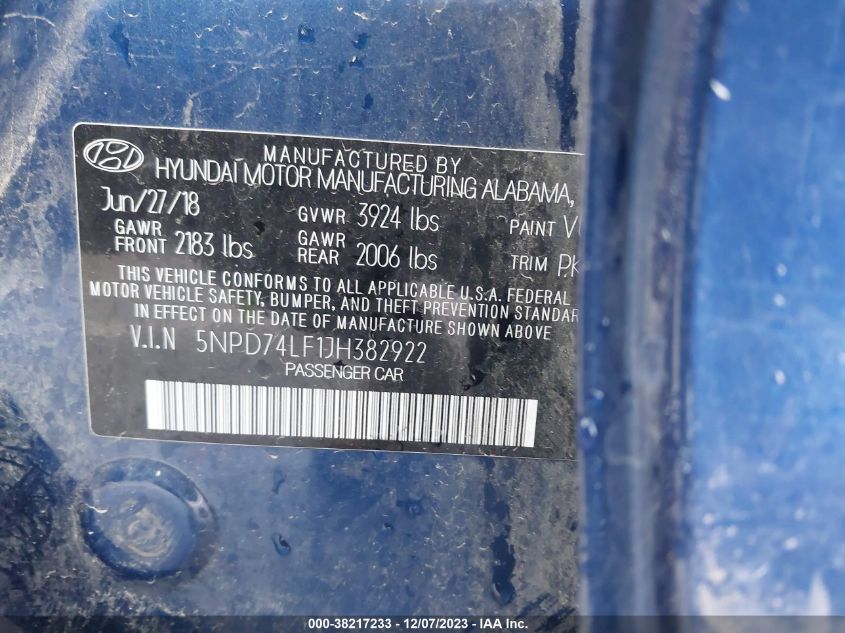 MANUFACTURED BY
HYUNDAI MOTOR MANUFACTURING ALABAMA,
Jun/27/18 GVWR 3924 lbs PAINT
GAWR FRONT 2183 lbs GAWR REAR 2006 lbs TRIM
THIS VEHICLE CONFORMS TO ALL APPLICABLE U.S.A. FEDERAL
MOTOR VEHICLE SAFETY, BUMPER, AND THEFT PREVENTION
IN EFFECT ON THE DATE OF MANUFACTURE SHOWN ABOVE
V.I.N 5NPD74LF1JH382922
PASSENGER CAR
000-38217233 - 12/07/2023 - IAA Inc.